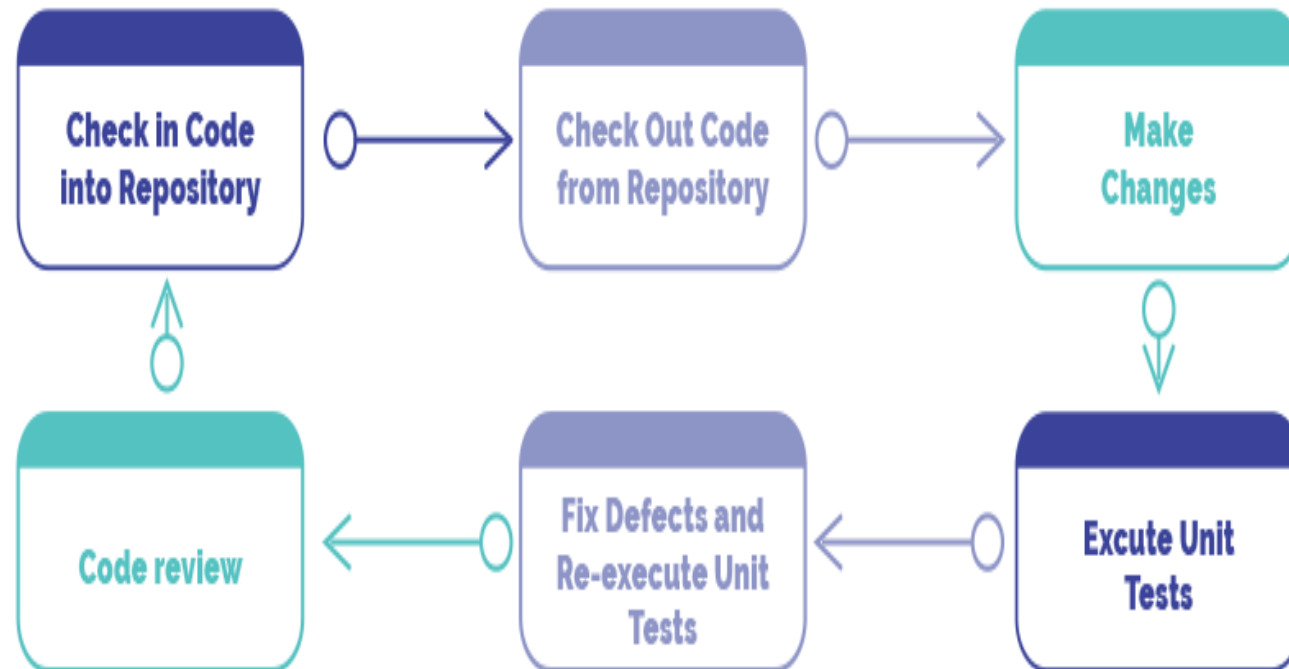 Check in Code
into Repository
Check Out Code
from Repository
Make
Changes
Code review
Fix Defects and
Re-execute Unit
Tests
Excute Unit
Tests